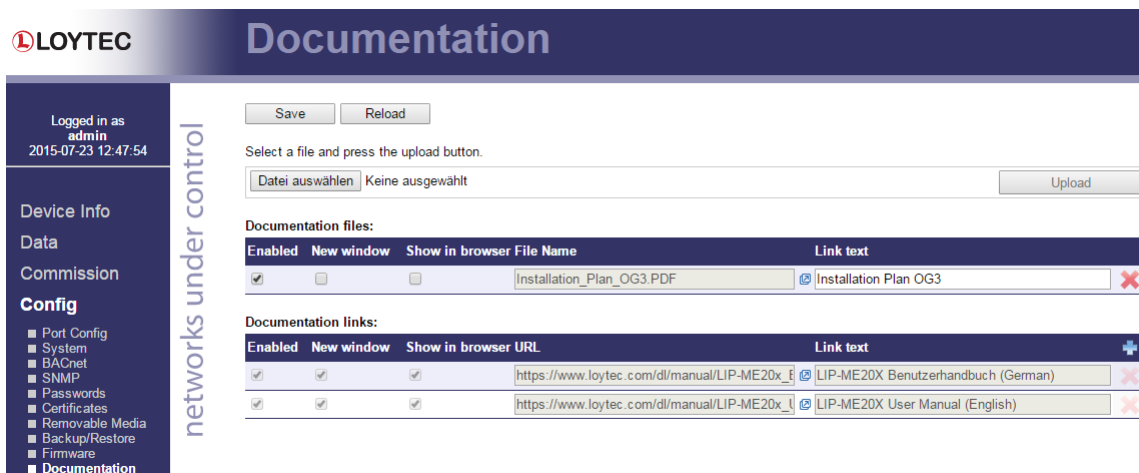 LOYTEC
Documentation
Logged in as
admin
2015-07-23 12:47:54
Device Info
Data
Commission
Config
Port Config
System
BACnet
SNMP
Passwords
Certificates
Removable Media
Backup/Restore
Firmware
Documentation
networks under control
Save Reload
Select a file and press the upload button.
Datei auswählen Keine ausgewählt Upload
Documentation files:
Enabled New window Show in browser File Name Link text
Installation_Plan_OG3.PDF Installation Plan OG3
Documentation links:
Enabled New window Show in browser URL Link text
https://www.loytec.com/dl/manual/LIP-ME20x_ LIP-ME20X Benutzerhandbuch (German)
https://www.loytec.com/dl/manual/LIP-ME20x_ LIP-ME20X User Manual (English)